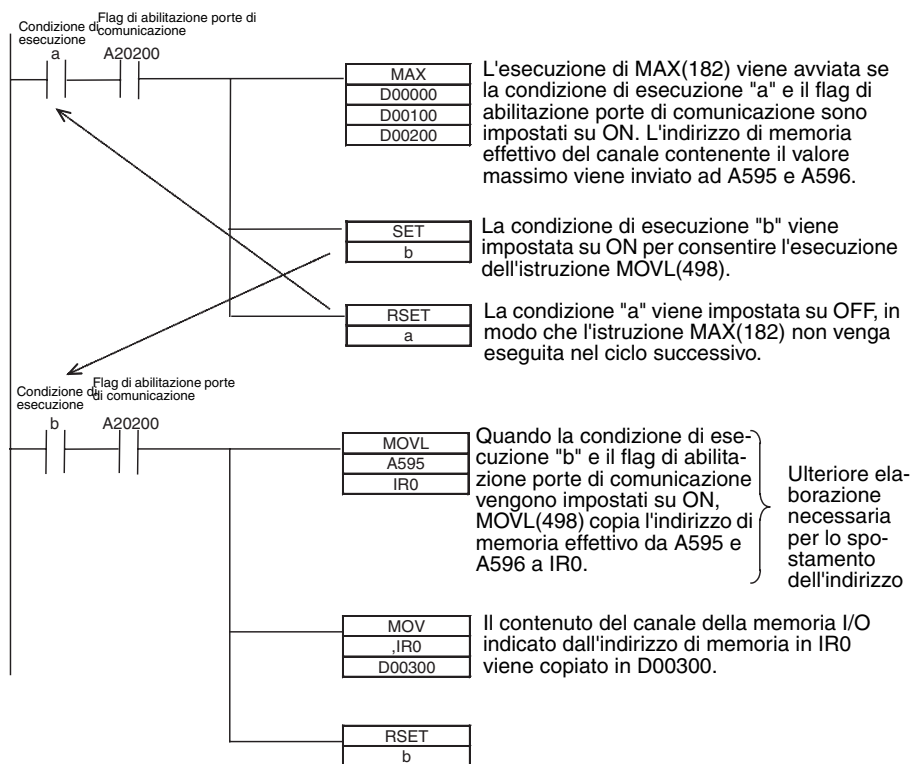 Condizione di
esecuzione
Flag di abilitazione porte di
comunicazione
a
A20200
MAX
D00000
D00100
D00200
L'esecuzione di MAX(182) viene avviata se
la condizione di esecuzione "a" e il flag di
abilitazione porte di comunicazione sono
impostati su ON. L'indirizzo di memoria
effettivo del canale contenente il valore
massimo viene inviato ad A595 e A596.
SET
b
La condizione di esecuzione "b" viene
impostata su ON per consentire l'esecuzione
dell'istruzione MOVL(498).
RSET
a
La condizione "a" viene impostata su OFF, in
modo che l'istruzione MAX(182) non venga
eseguita nel ciclo successivo.
Condizione di
esecuzione
Flag di abilitazione porte
di comunicazione
b
A20200
MOVL
A595
IR0
Quando la condizione di ese-
cuzione "b" e il flag di abilita-
zione porte di comunicazione
vengono impostati su ON,
MOVL(498) copia l'indirizzo di
memoria effettivo da A595 e
A596 a IR0.
Ulteriore ela-
borazione
necessaria
per lo spo-
stamento
dell'indirizzo
MOV
,IR0
D00300
Il contenuto del canale della memoria I/O
indicato dall'indirizzo di memoria in IR0
viene copiato in D00300.
RSET
b